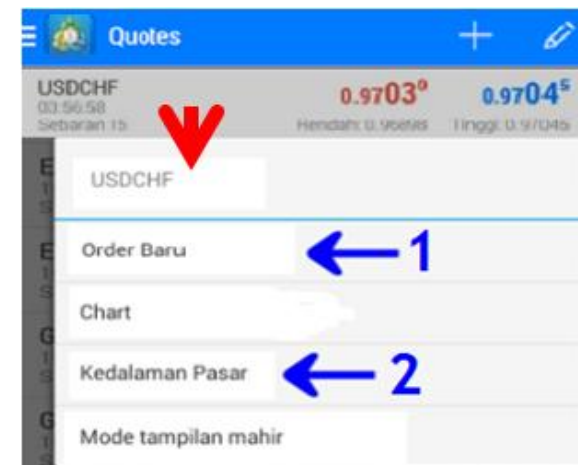 Quotes
USDCHF 0.9703⁰ 0.9704⁵
03:56:58
Sebaran 15 Rendah: 0.96898 Tinggi: 0.97045
USDCHF
Order Baru 1
Chart
Kedalaman Pasar 2
Mode tampilan mahir